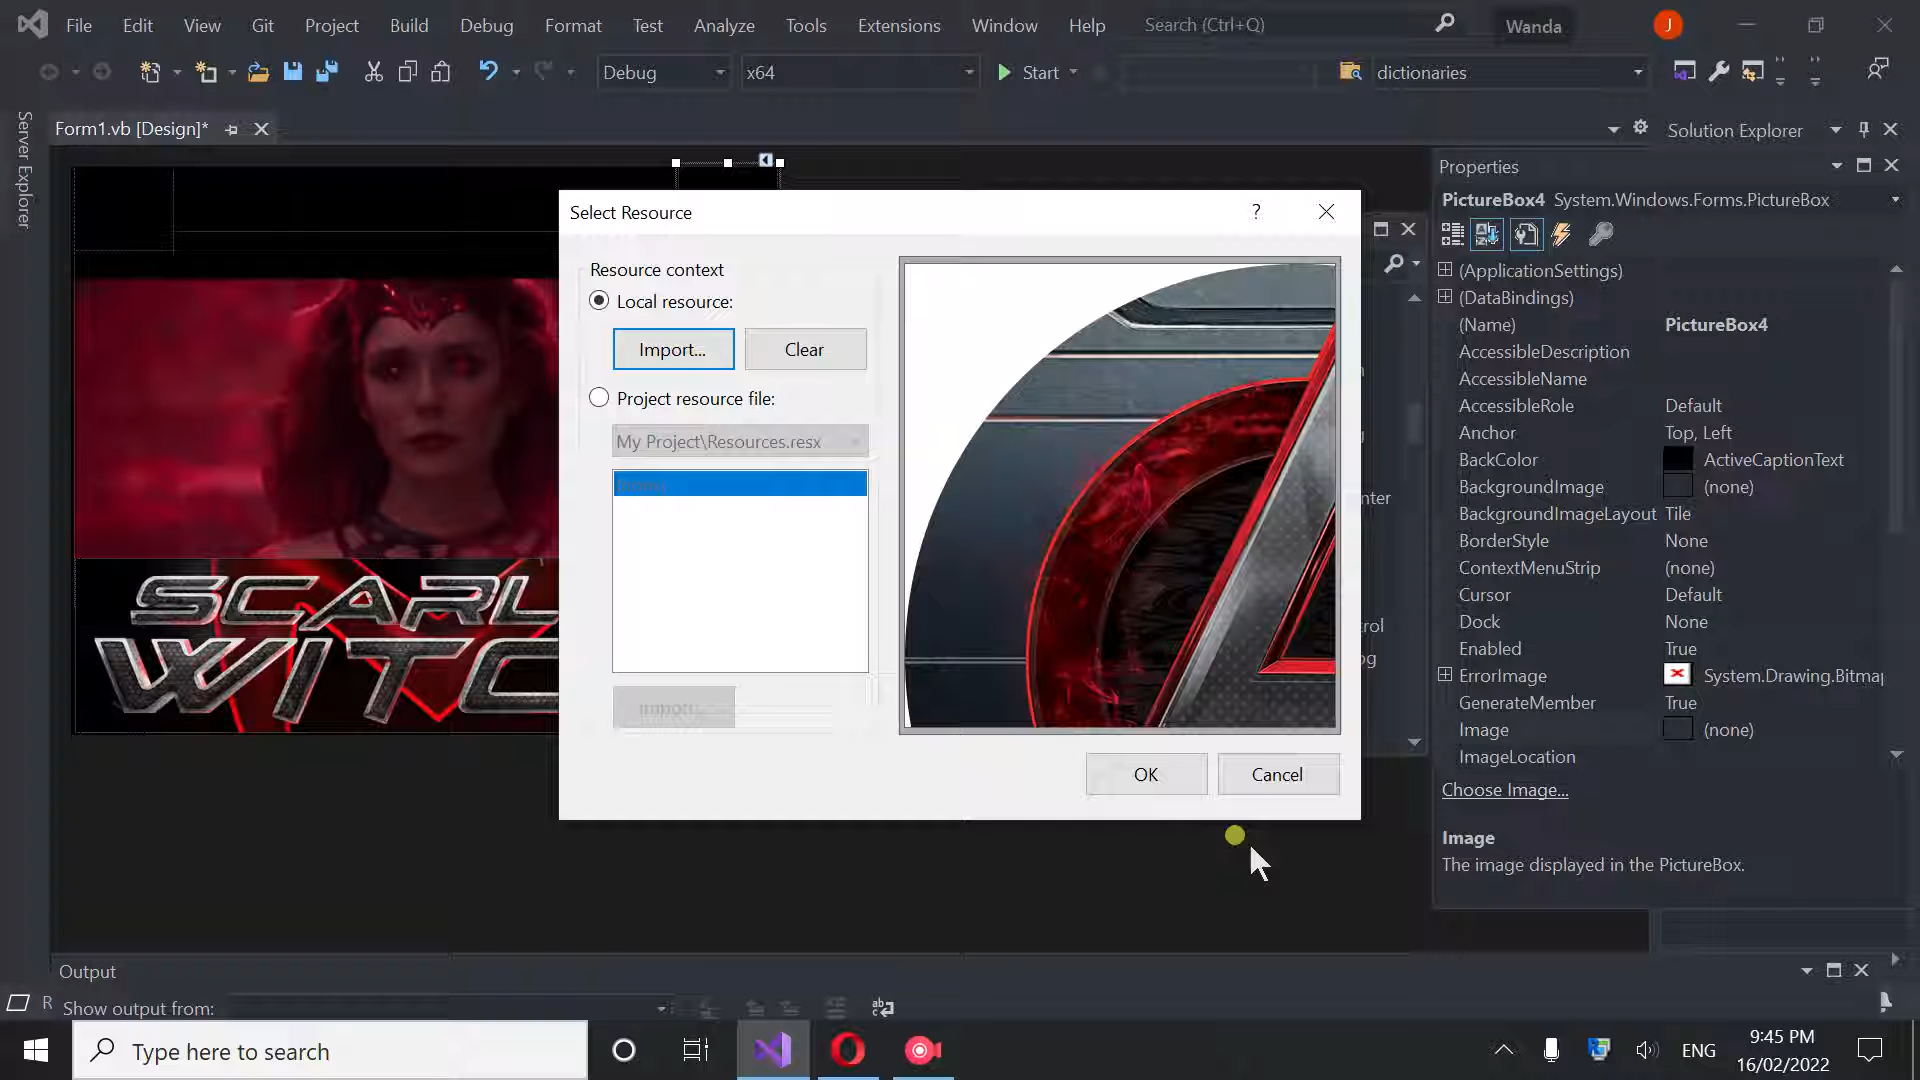 File Edit View Git Project Build Debug Format Test Analyze Tools Extensions Window Help Search (Ctrl+Q) Wanda J
Debug x64 Start dictionaries
Server Explorer
Form1.vb [Design]*
Solution Explorer
Properties
PictureBox4 System.Windows.Forms.PictureBox
(ApplicationSettings)
(DataBindings)
(Name) PictureBox4
AccessibleDescription
AccessibleName
AccessibleRole Default
Anchor Top, Left
BackColor ActiveCaptionText
BackgroundImage (none)
BackgroundImageLayout Tile
BorderStyle None
ContextMenuStrip (none)
Cursor Default
Dock None
Enabled True
ErrorImage System.Drawing.Bitma
GenerateMember True
Image (none)
ImageLocation
Choose Image...
Image
The image displayed in the PictureBox.
Select Resource
?
Resource context
Local resource:
Import... Clear
Project resource file:
My Project\Resources.resx
OK Cancel
SCARL
WITC
Output
Show output from:
Type here to search
ENG
9:45 PM
16/02/2022